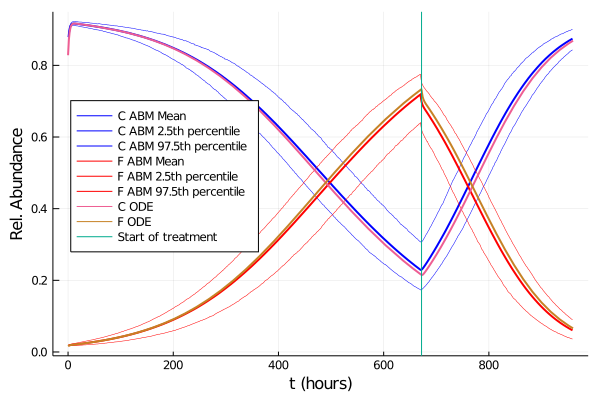 0.8
0.6
0.4
0.2
0.0
Rel. Abundance
C ABM Mean
C ABM 2.5th percentile
C ABM 97.5th percentile
F ABM Mean
F ABM 2.5th percentile
F ABM 97.5th percentile
C ODE
F ODE
Start of treatment
0 200 400 600 800
t (hours)